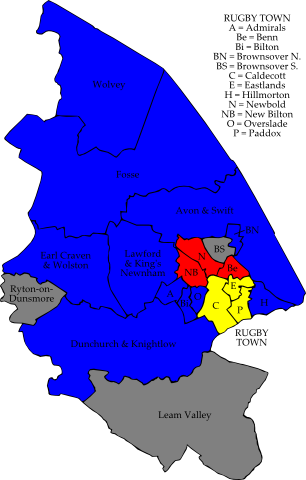 RUGBY TOWN
A = Admirals
Be = Benn
Bi = Bilton
BN = Brownsover N.
BS = Brownsover S.
C = Caldecott
E = Eastlands
H = Hillmorton
N = Newbold
NB = New Bilton
O = Overslade
P = Paddox
Wolvey
Fosse
Avon & Swift
BN
BS
Earl Craven
& Wolston
Lawford
& King's
Newnham
N
Be
NB
Ryton-on-
Dunsmore
E
A
Bi
O
C
P
H
RUGBY
TOWN
Dunchurch & Knightlow
Leam Valley